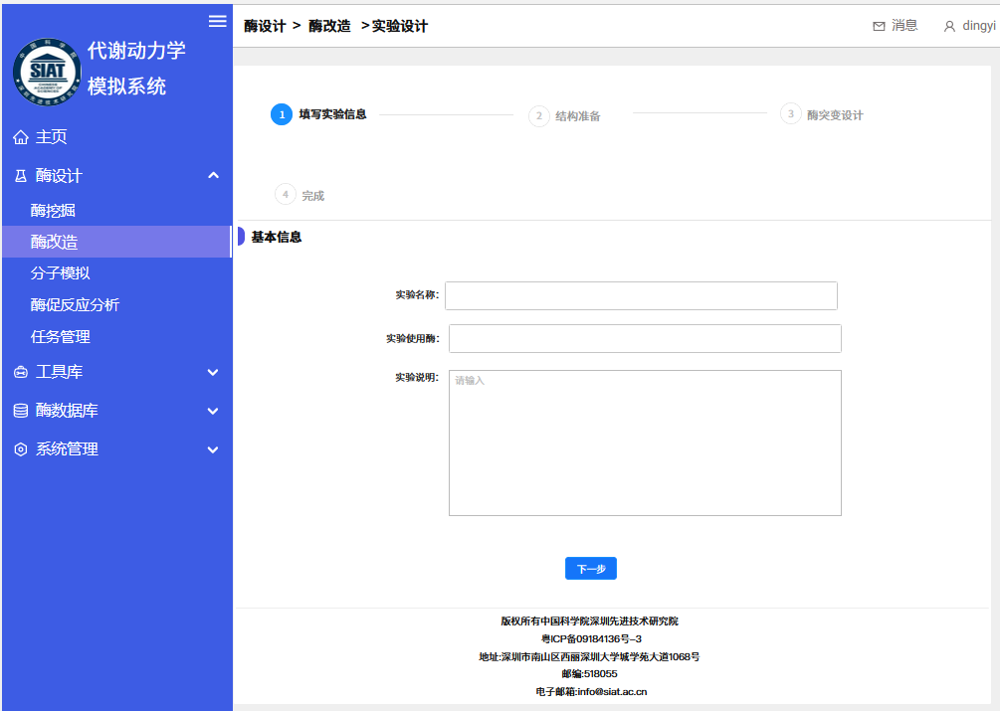 酶设计 > 酶改造 >实验设计
消息
dingyi
SIAT
代谢动力学
模拟系统
主页
酶设计
酶挖掘
酶改造
分子模拟
酶促反应分析
任务管理
工具库
酶数据库
系统管理
1 填写实验信息
2 结构准备
3 酶突变设计
4 完成
基本信息
实验名称:
实验使用酶:
实验说明:
请输入
下一步
版权所有中国科学院深圳先进技术研究院
粤ICP备09184136号-3
地址:深圳市南山区西丽深圳大学城学苑大道1068号
邮编:518055
电子邮箱:info@siat.ac.cn